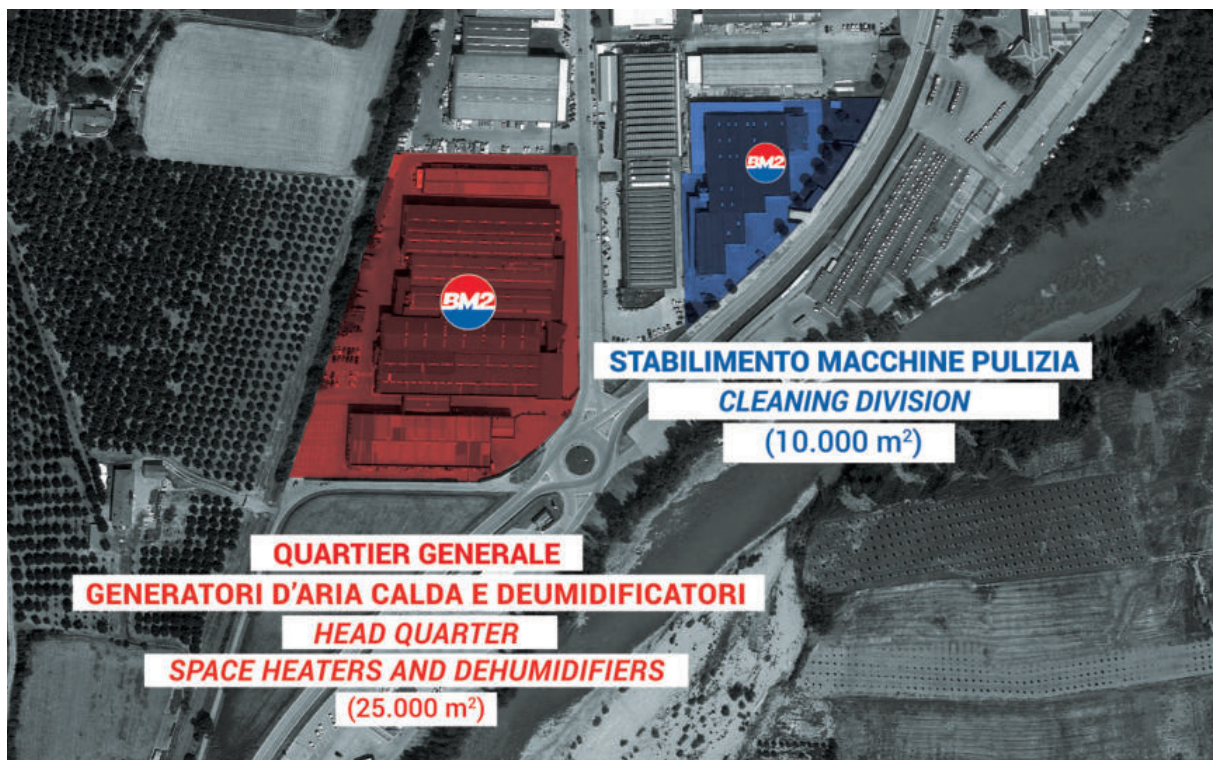 BM2
BM2
STABILIMENTO MACCHINE PULIZIA
CLEANING DIVISION
(10.000 m²)
QUARTIER GENERALE
GENERATORI D'ARIA CALDA E DEUMIDIFICATORI
HEAD QUARTER
SPACE HEATERS AND DEHUMIDIFIERS
(25.000 m²)